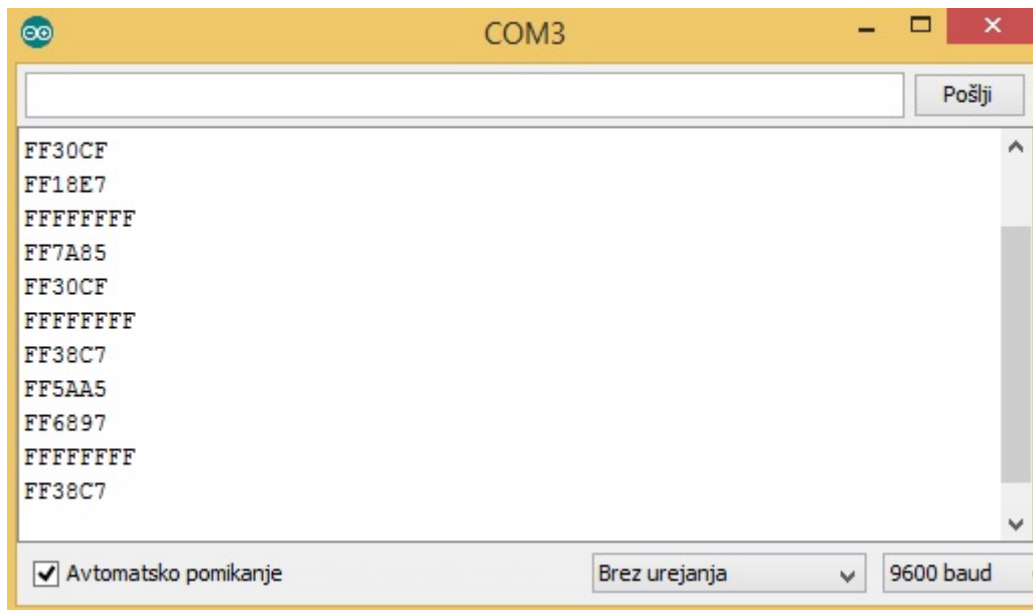 COM3
Pošlji
FF30CF
FF18E7
FFFFFFFF
FF7A85
FF30CF
FFFFFFFF
FF38C7
FF5AA5
FF6897
FFFFFFFF
FF38C7
Avtomatsko pomikanje
Brez urejanja
9600 baud